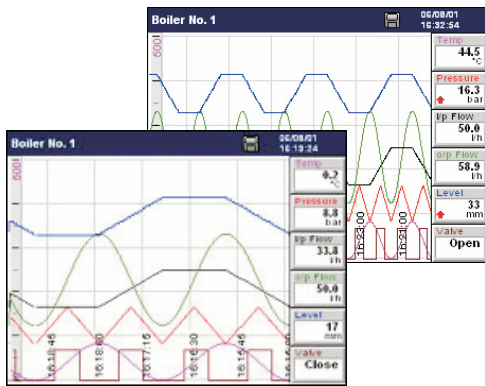 Boiler No. 1
06/08/01
16:32:54
500
Temp
44.5
°C
Pressure
16.3
bar
I/p Flow
50.0
l/h
o/p Flow
58.9
l/h
Level
33
mm
Valve
Open
16:23:00
16:21:00
Boiler No. 1
06/08/01
16:19:24
500
Temp
0.2
°C
Pressure
8.8
bar
I/p Flow
33.8
l/h
o/p Flow
50.0
l/h
Level
17
mm
Valve
Close
16:18:45
16:18:00
16:17:15
16:16:30
16:15:45